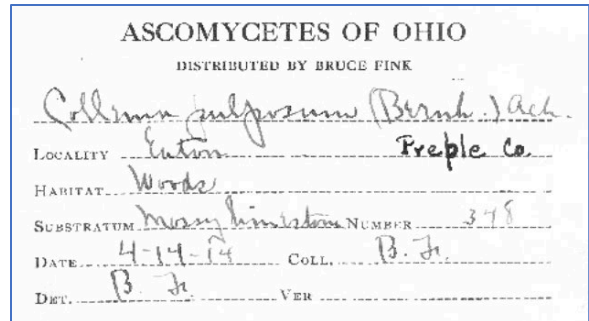 ASCOMYCETES OF OHIO
DISTRIBUTED BY BRUCE FINK
Collema pulposum (Bernh.) Ach.
LOCALITY Eaton Preple Co.
HABITAT Woods
SUBSTRATUM Mossy limestone NUMBER 348
DATE 4-14-14 COLL. B. F.
DET. B. F. VER